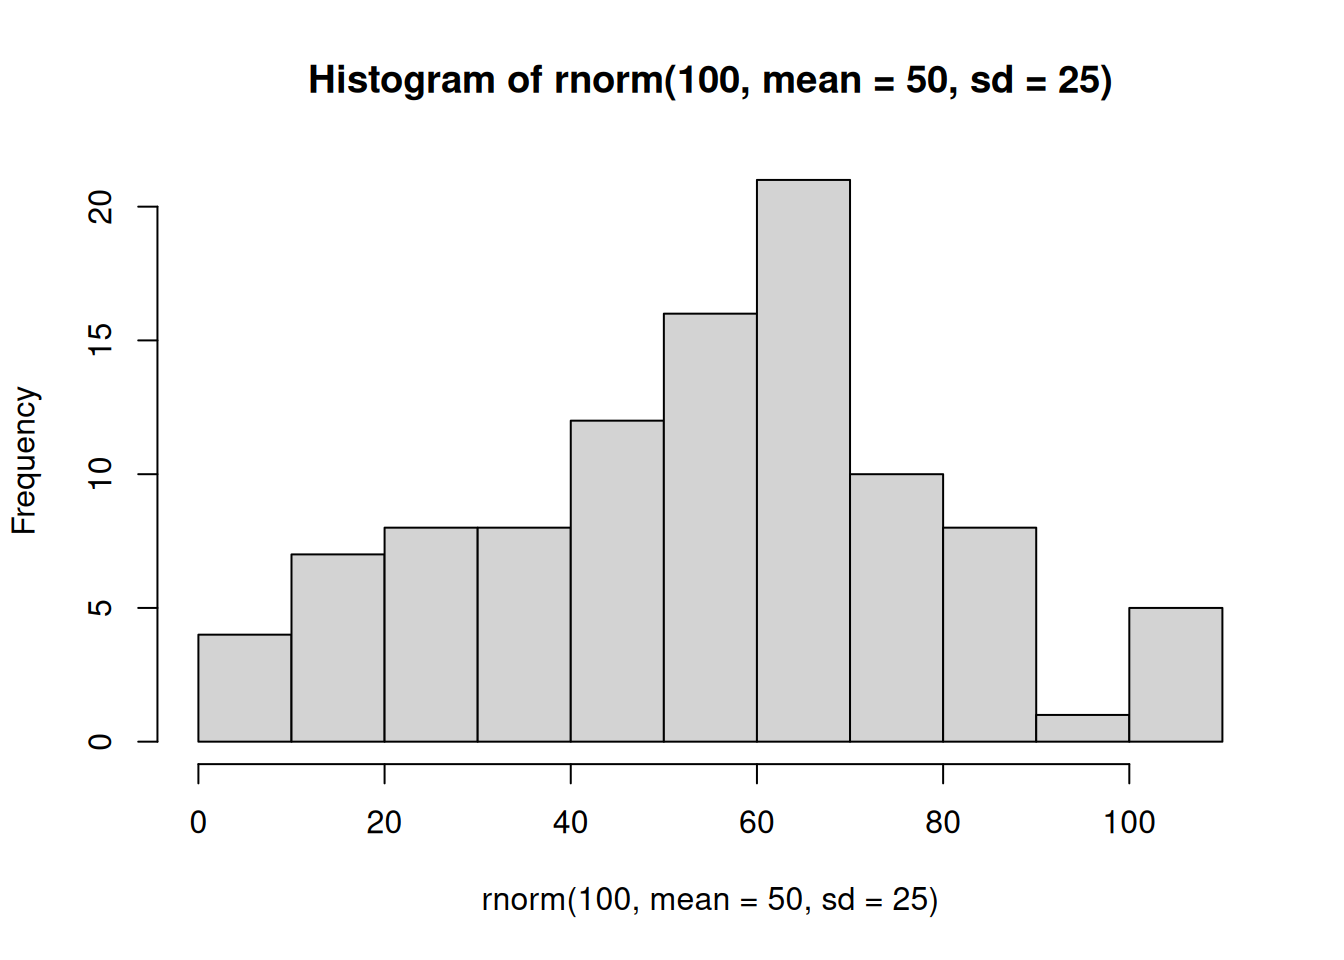 Histogram of rnorm(100, mean = 50, sd = 25)
Frequency
20
15
10
5
0
0 20 40 60 80 100
rnorm(100, mean = 50, sd = 25)